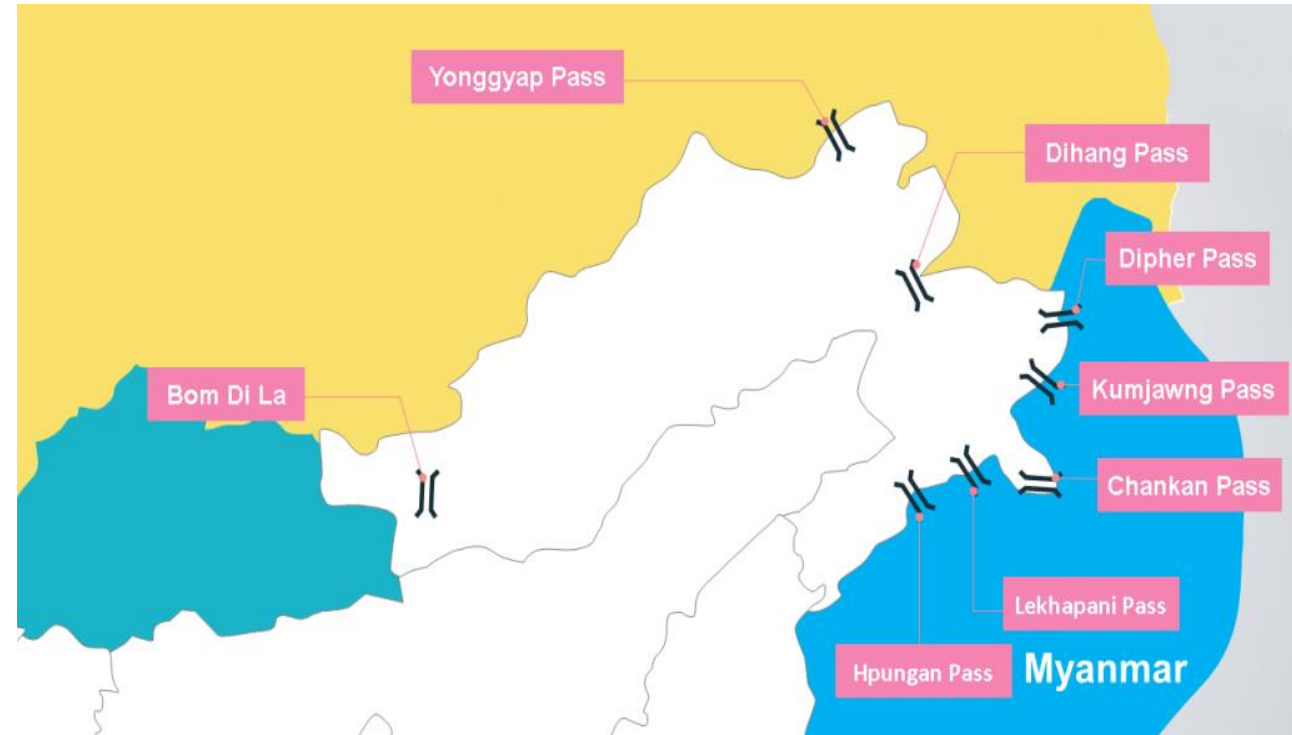 Yonggyap Pass
Dihang Pass
Dipher Pass
Bom Di La
Kumjawng Pass
Chankan Pass
Lekhapani Pass
Hpungan Pass
Myanmar